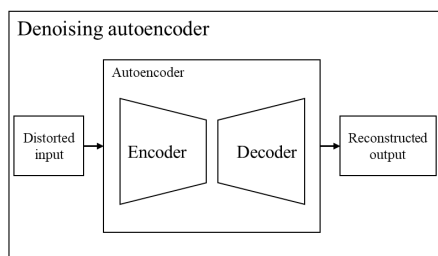 Denoising autoencoder
Autoencoder
Distorted
input
Encoder
Decoder
Reconstructed
output